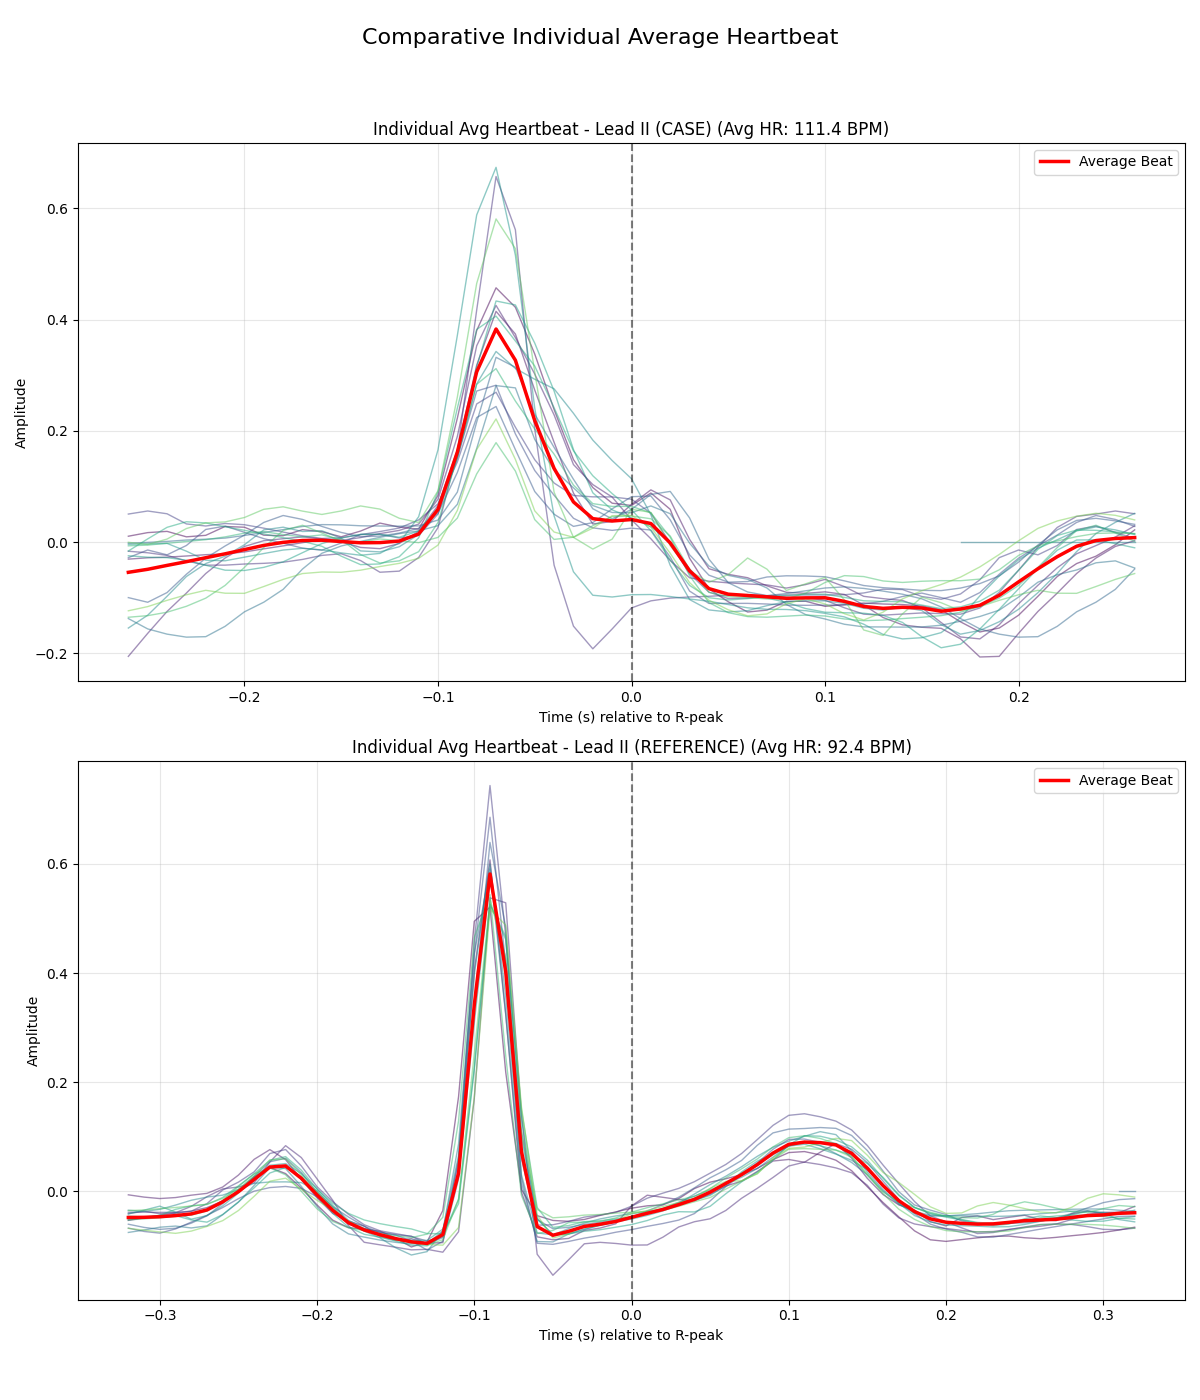 Comparative Individual Average Heartbeat
Individual Avg Heartbeat - Lead II (CASE) (Avg HR: 111.4 BPM)
Average Beat
0.6
0.4
0.2
0.0
−0.2
Amplitude
−0.2 −0.1 0.0 0.1 0.2
Time (s) relative to R-peak
Individual Avg Heartbeat - Lead II (REFERENCE) (Avg HR: 92.4 BPM)
Average Beat
0.6
0.4
0.2
0.0
Amplitude
−0.3 −0.2 −0.1 0.0 0.1 0.2 0.3
Time (s) relative to R-peak